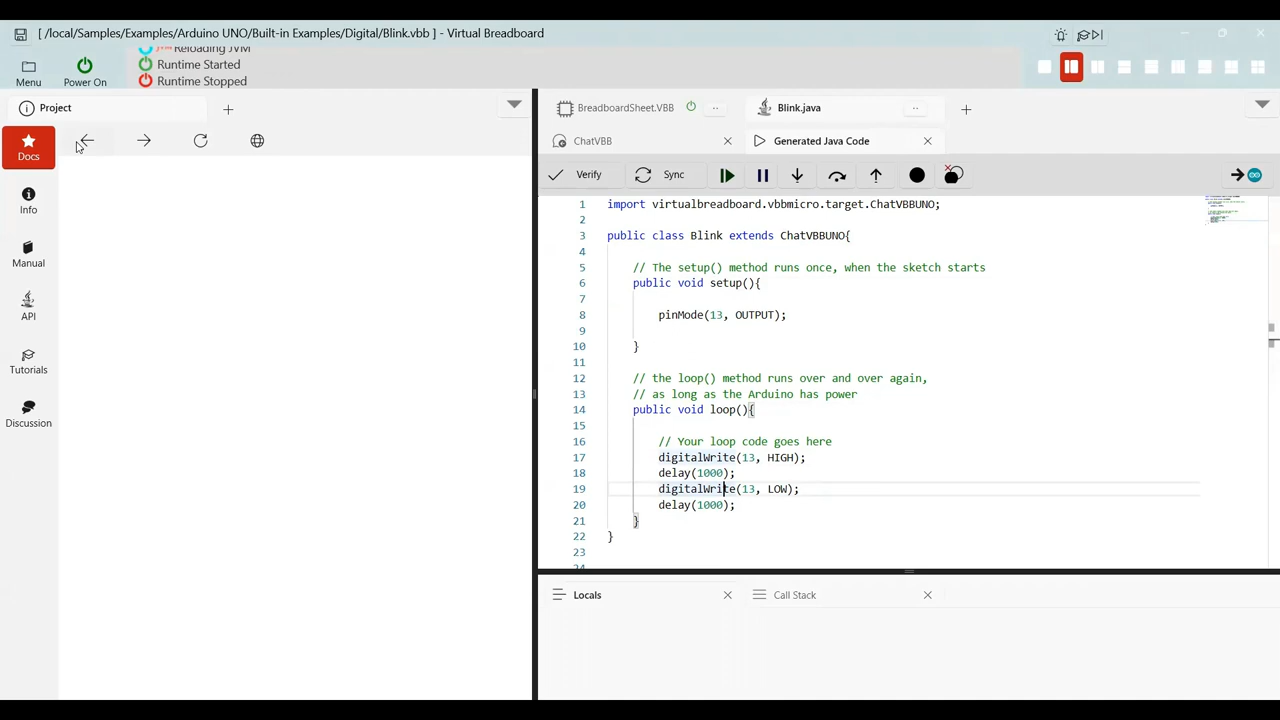 [ /local/Samples/Examples/Arduino UNO/Built-in Examples/Digital/Blink.vbb ] - Virtual Breadboard
Menu
Power On
Reloading JVM
Runtime Started
Runtime Stopped
Project
Docs
Info
Manual
API
Tutorials
Discussion
BreadboardSheet.VBB
Blink.java
ChatVBB
Generated Java Code
Verify
Sync
1 import virtualbreadboard.vbbmicro.target.ChatVBBUNO;
2
3 public class Blink extends ChatVBBUNO{
4
5 // The setup() method runs once, when the sketch starts
6 public void setup(){
7
8 pinMode(13, OUTPUT);
9
10 }
11
12 // the loop() method runs over and over again,
13 // as long as the Arduino has power
14 public void loop(){
15
16 // Your loop code goes here
17 digitalWrite(13, HIGH);
18 delay(1000);
19 digitalWrite(13, LOW);
20 delay(1000);
21 }
22 }
23
24
Locals
Call Stack